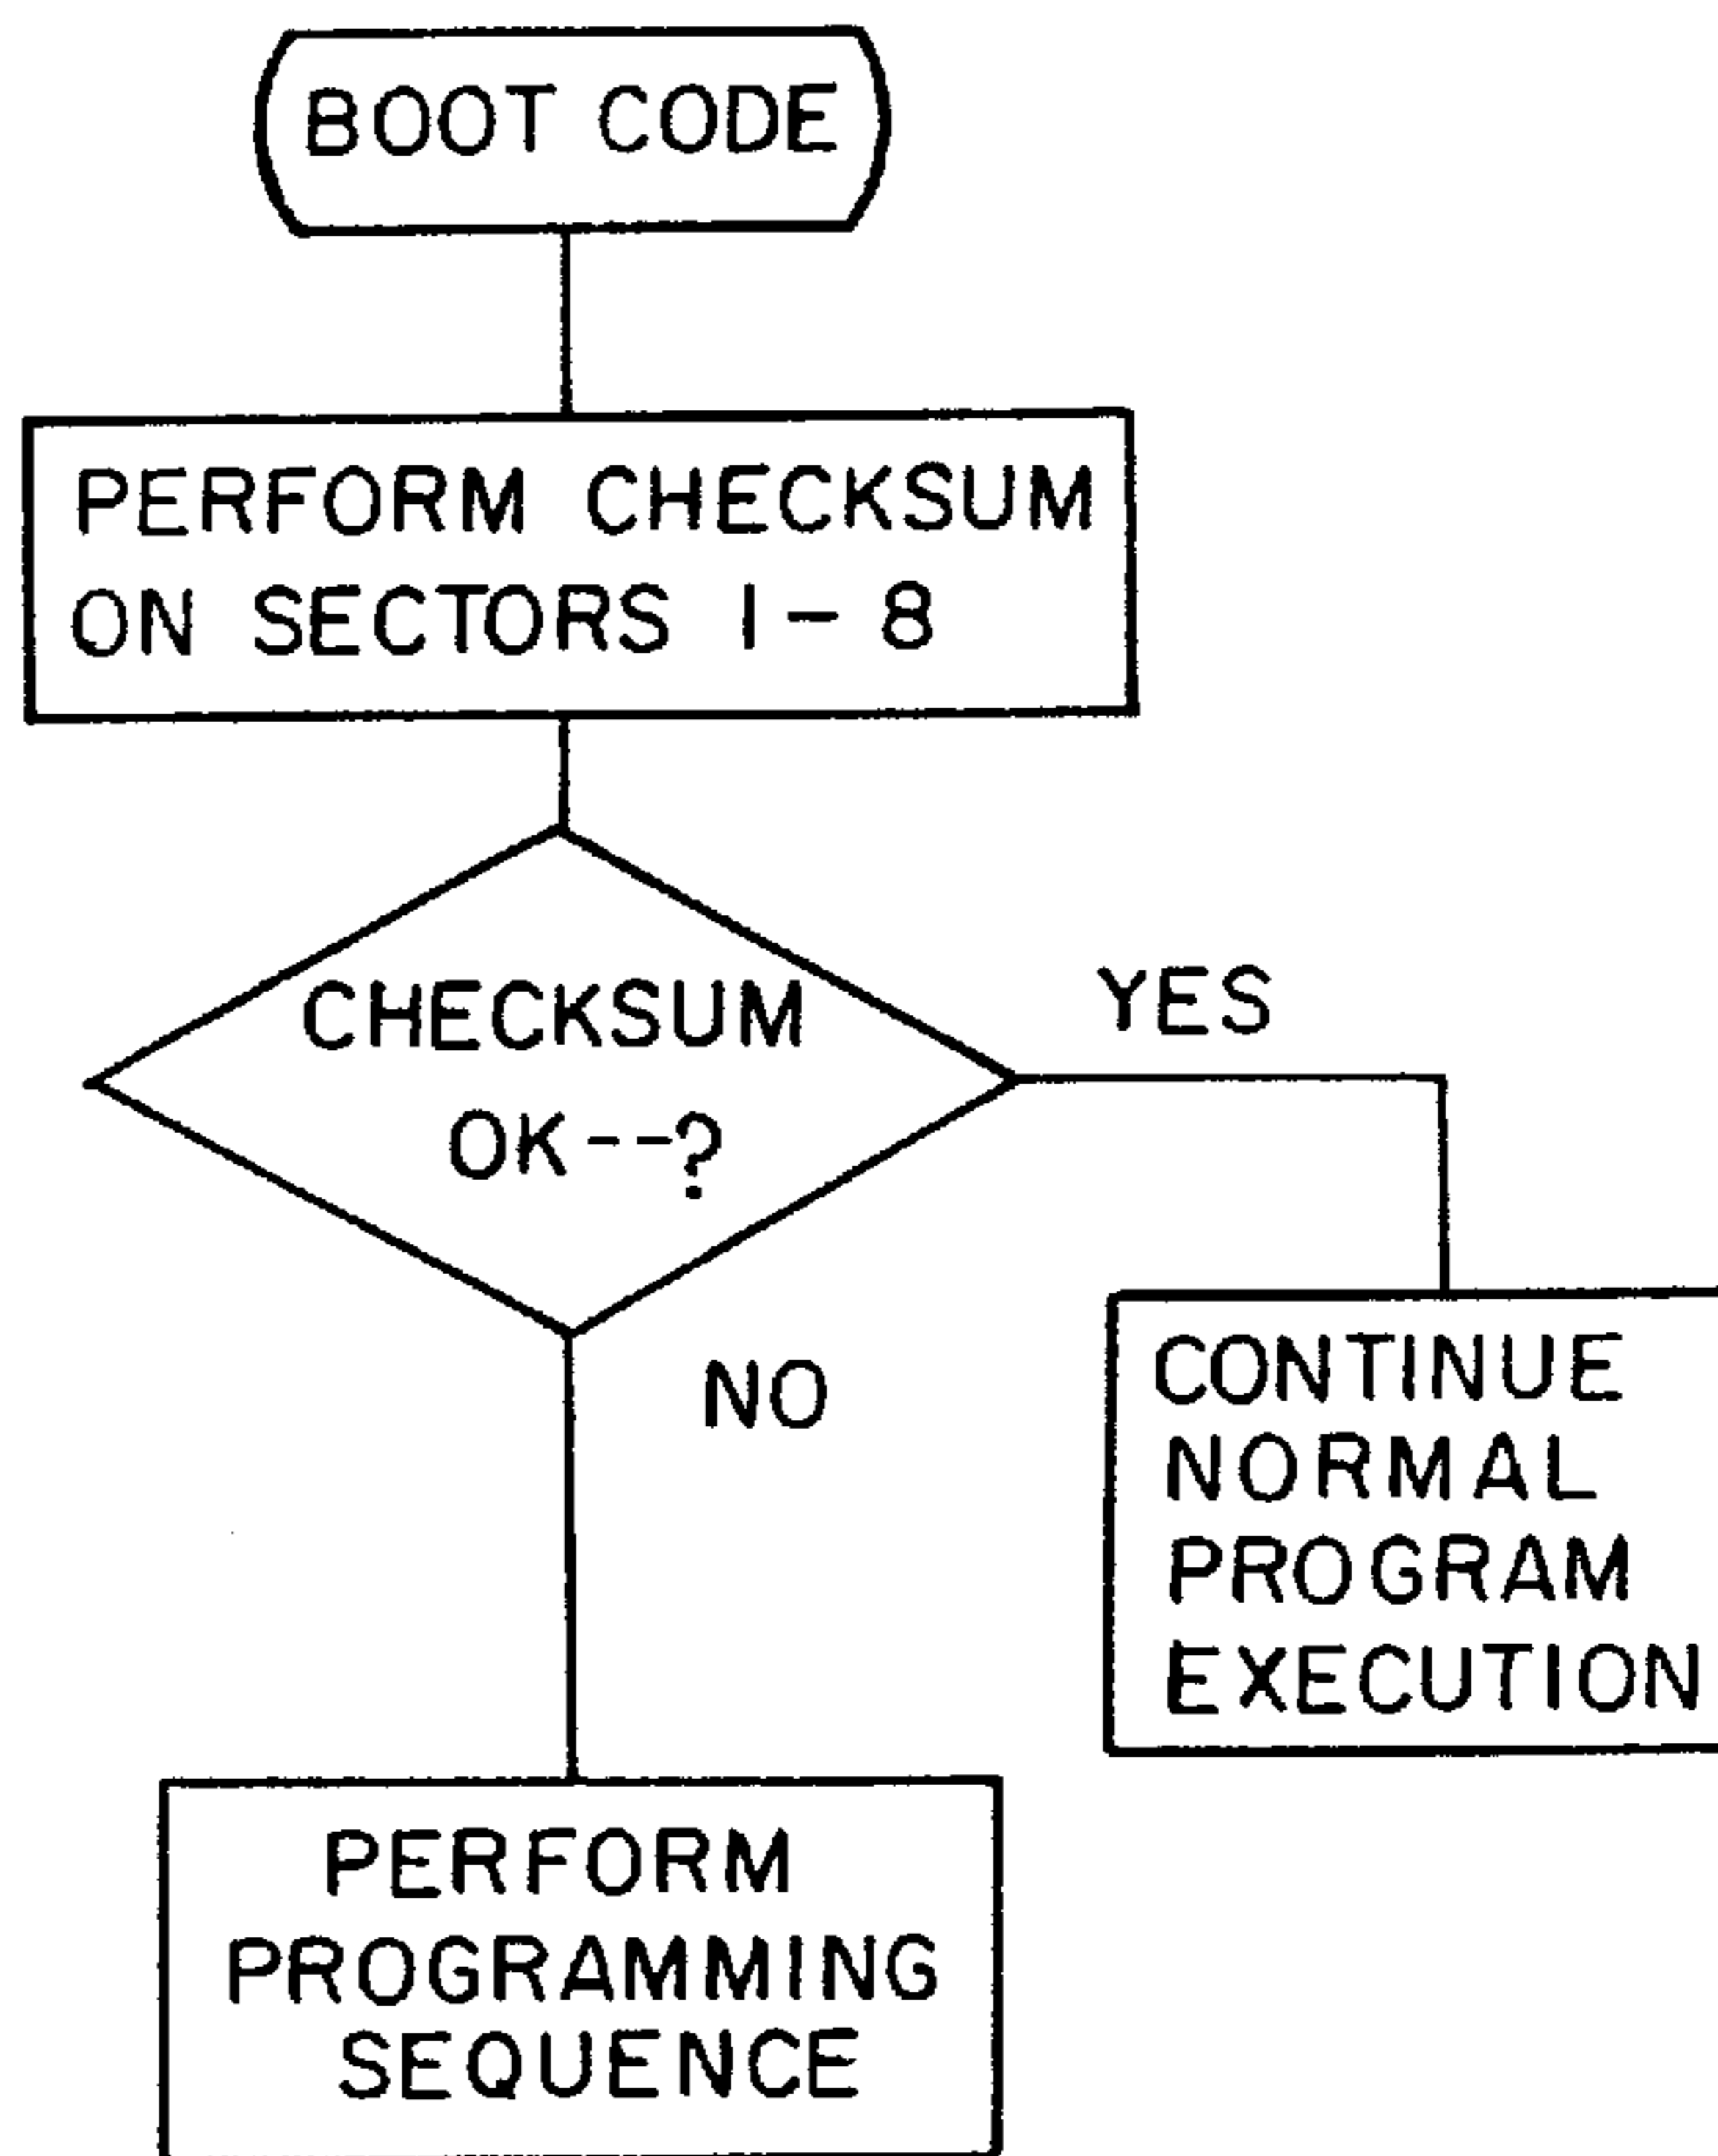 BOOT CODE
PERFORM CHECKSUM
ON SECTORS 1-8
CHECKSUM
OK--?
YES
NO
CONTINUE
NORMAL
PROGRAM
EXECUTION
PERFORM
PROGRAMMING
SEQUENCE